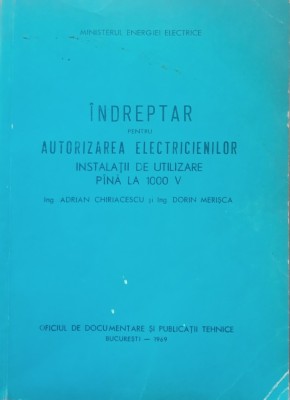 MINISTERUL ENERGIEI ELECTRICE
ÎNDREPTAR
PENTRU
AUTORIZAREA ELECTRICIENILOR
INSTALAȚII DE UTILIZARE
PÎNĂ LA 1000 V
Ing. ADRIAN CHIRIACESCU și Ing. DORIN MERIȘCA
OFICIUL DE DOCUMENTARE ȘI PUBLICAȚII TEHNICE
BUCUREȘTI — 1969